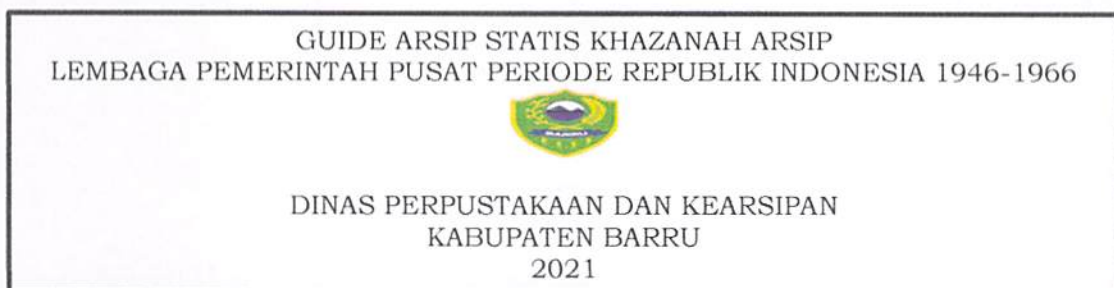 GUIDE ARSIP STATIS KHAZANAH ARSIP
LEMBAGA PEMERINTAH PUSAT PERIODE REPUBLIK INDONESIA 1946-1966
DINAS PERPUSTAKAAN DAN KEARSIPAN
KABUPATEN BARRU
2021